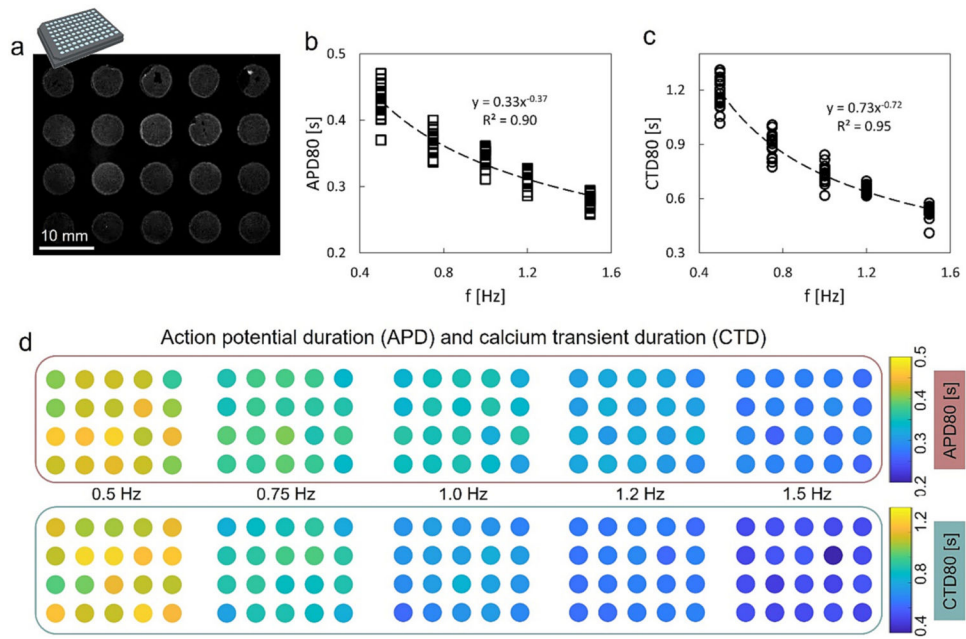 a
10 mm
b
0.5
0.4
0.3
0.2
APD80 [s]
y = 0.33x^-0.37
R² = 0.90
0.4 0.8 1.2 1.6
f [Hz]
c
1.2
0.9
0.6
0.3
CTD80 [s]
y = 0.73x^-0.72
R² = 0.95
0.4 0.8 1.2 1.6
f [Hz]
d
Action potential duration (APD) and calcium transient duration (CTD)
0.5
0.4
0.3
0.2
APD80 [s]
0.5 Hz 0.75 Hz 1.0 Hz 1.2 Hz 1.5 Hz
1.2
0.8
0.4
CTD80 [s]